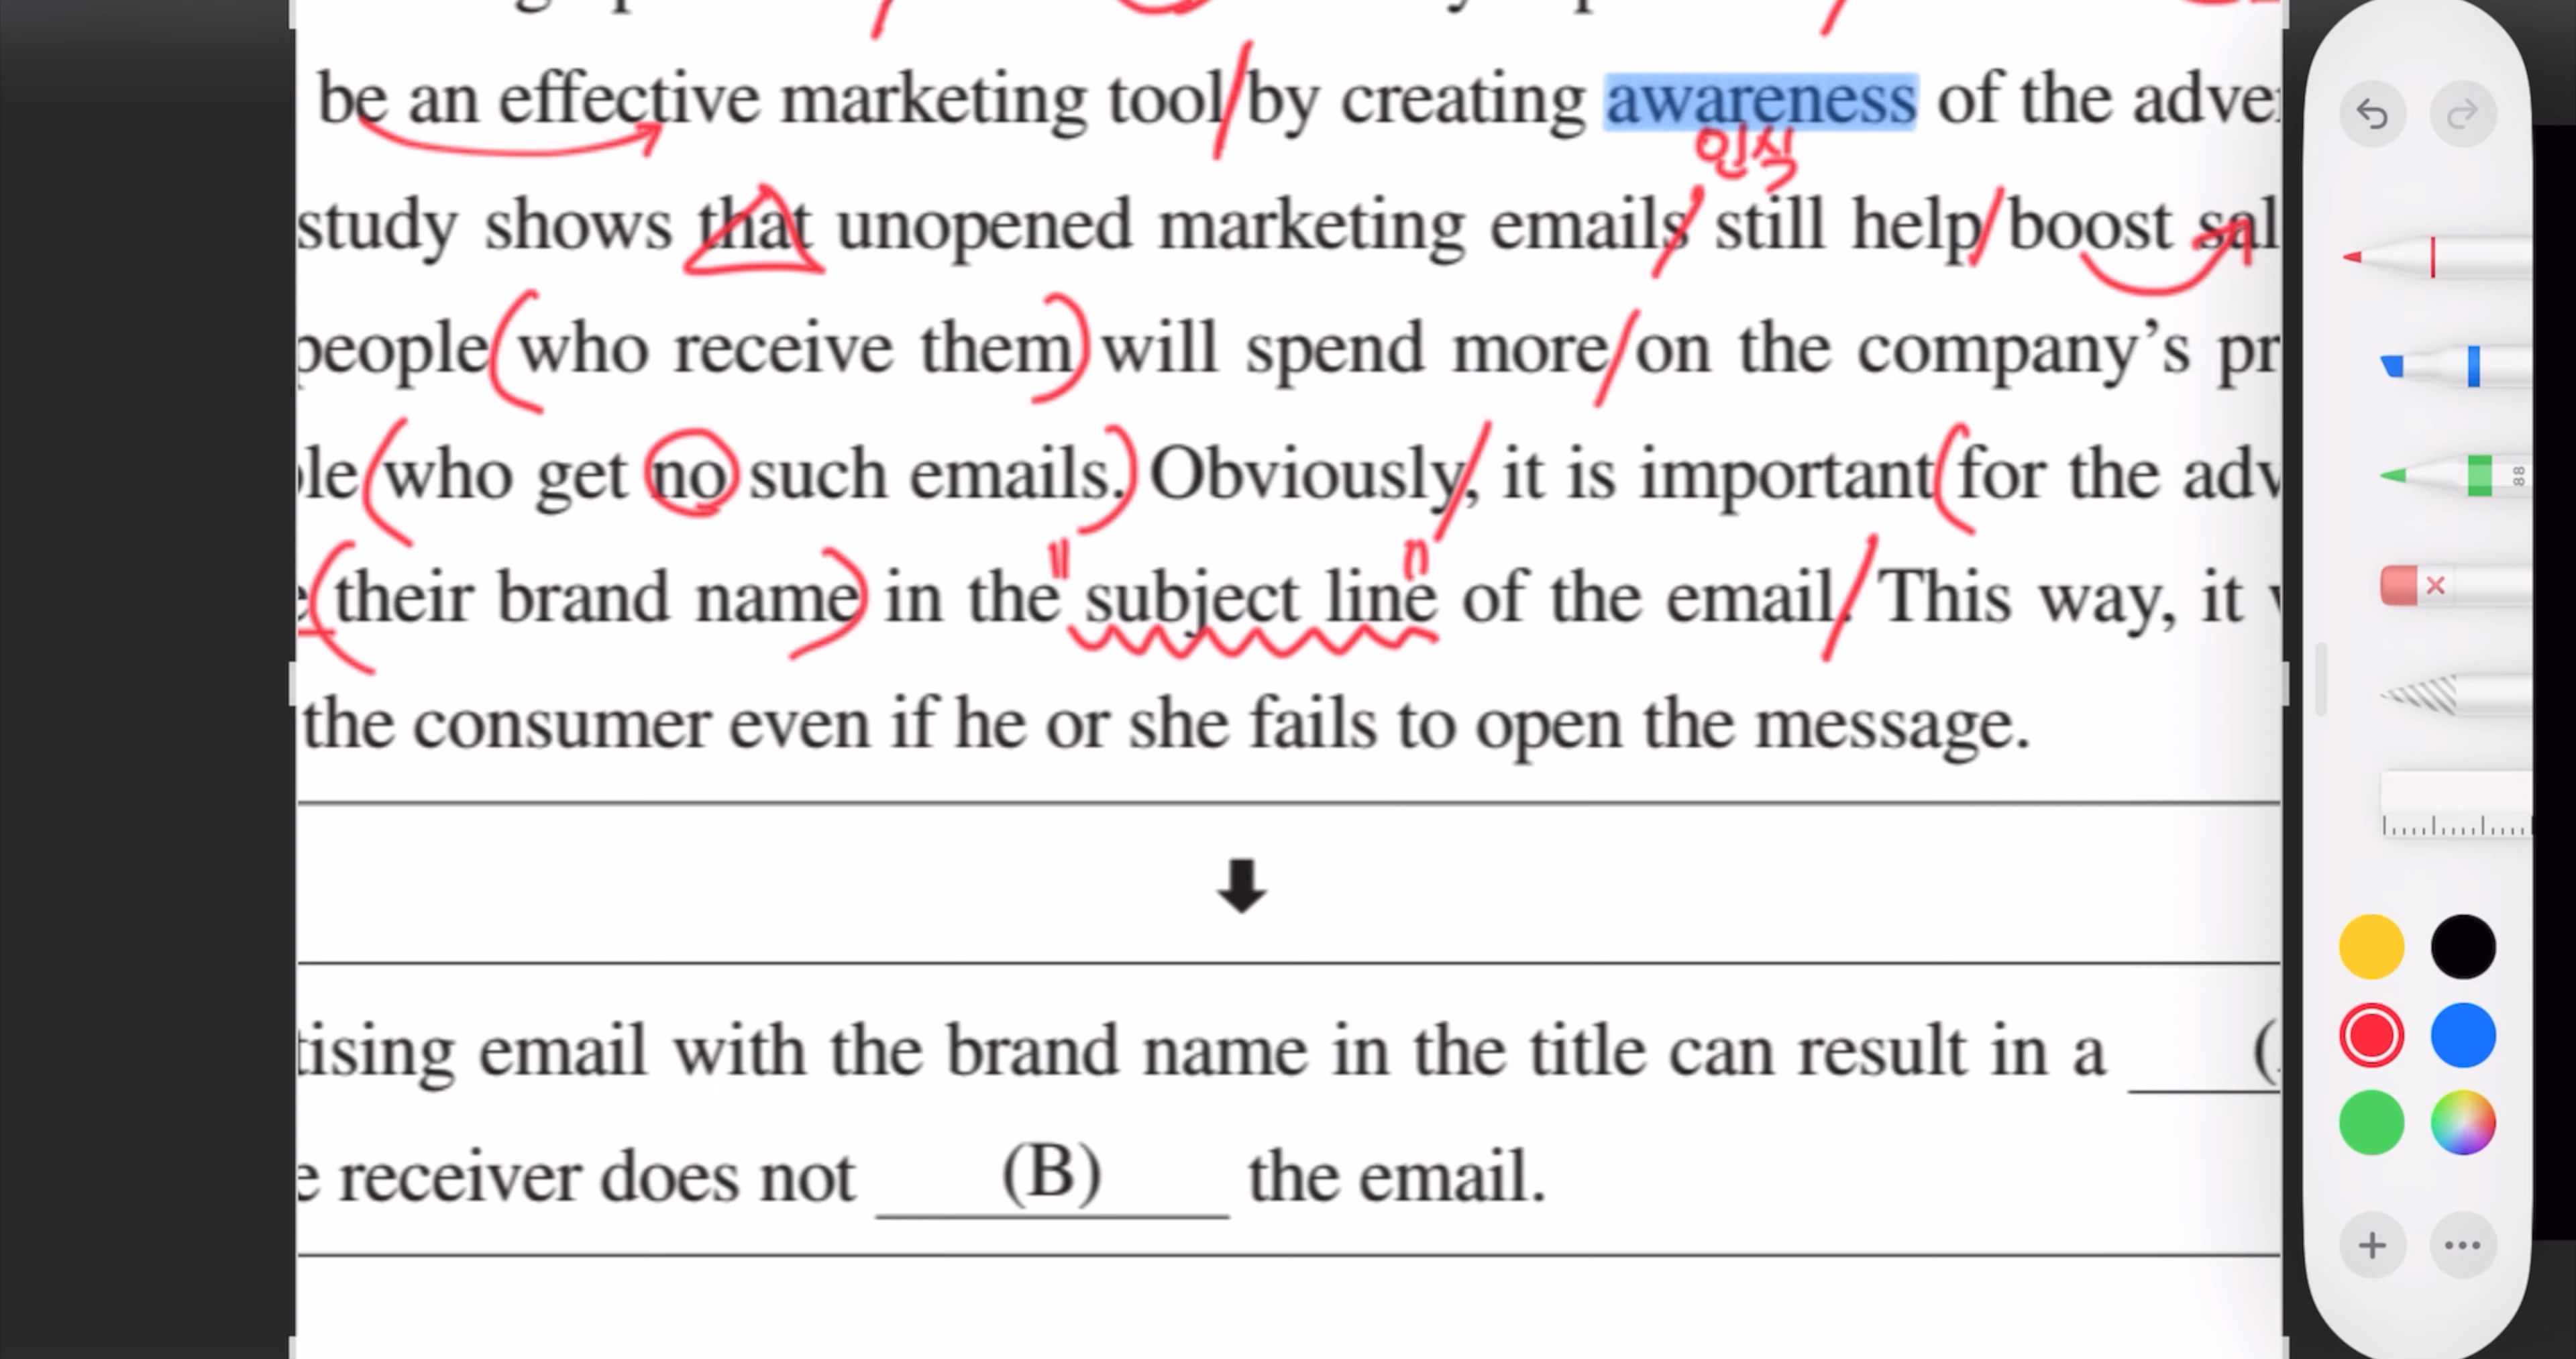 be an effective marketing tool by creating awareness of the adve
인식
study shows that unopened marketing emails still help boost sal
people who receive them will spend more on the company's pr
le who get no such emails. Obviously, it is important for the adv
e their brand name in the subject line of the email. This way, it
the consumer even if he or she fails to open the message.
tising email with the brand name in the title can result in a
e receiver does not (B) the email.
88